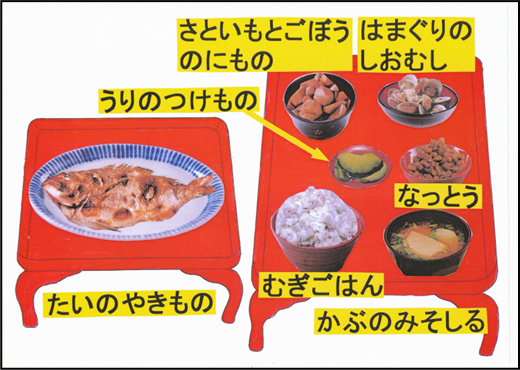 さといもとごぼう
のにもの
はまぐりの
しおむし
うりのつけもの
なっとう
むぎごはん
たいのやきもの
かぶのみそしる